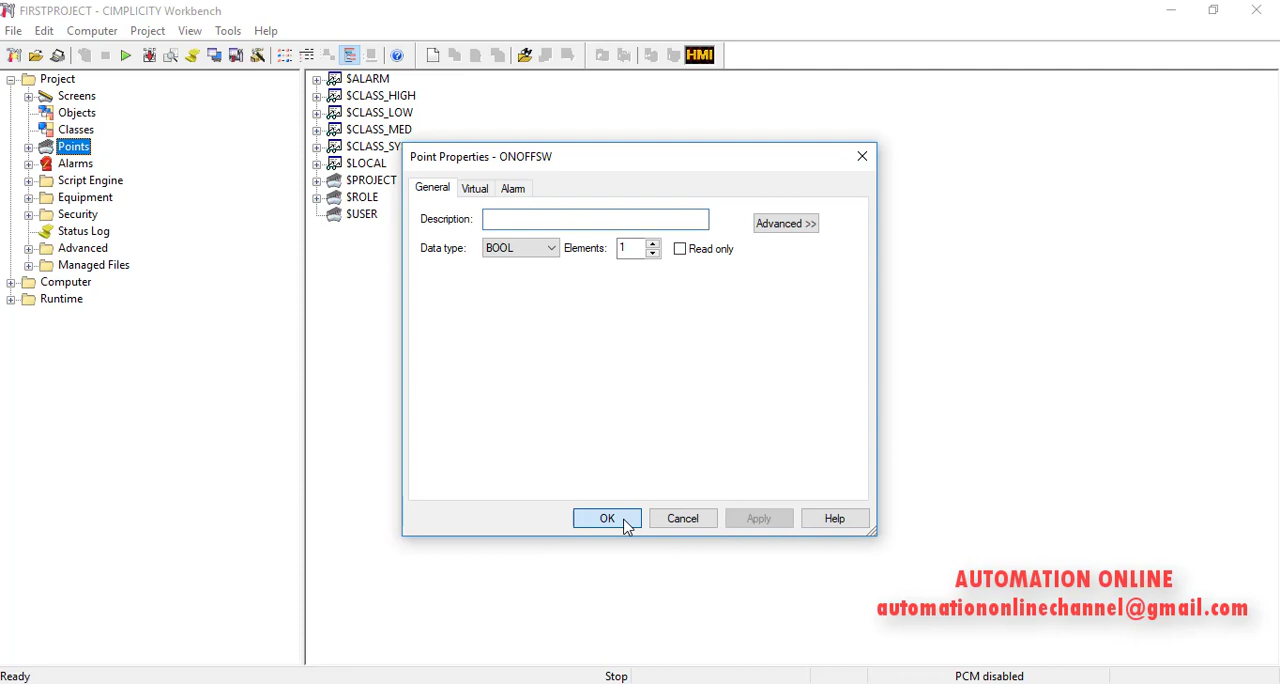 FIRSTPROJECT - CIMPLICITY Workbench
File Edit Computer Project View Tools Help
HMI
Project
Screens
Objects
Classes
Points
Alarms
Script Engine
Equipment
Security
Status Log
Advanced
Managed Files
Computer
Runtime
$ALARM
$CLASS_HIGH
$CLASS_LOW
$CLASS_MED
$CLASS_SY
$LOCAL
$PROJECT
$ROLE
$USER
Point Properties - ONOFFSW
General Virtual Alarm
Description:
Advanced >>
Data type: BOOL Elements: 1 Read only
OK Cancel Apply Help
AUTOMATION ONLINE
automationonlinechannel@gmail.com
Ready Stop PCM disabled